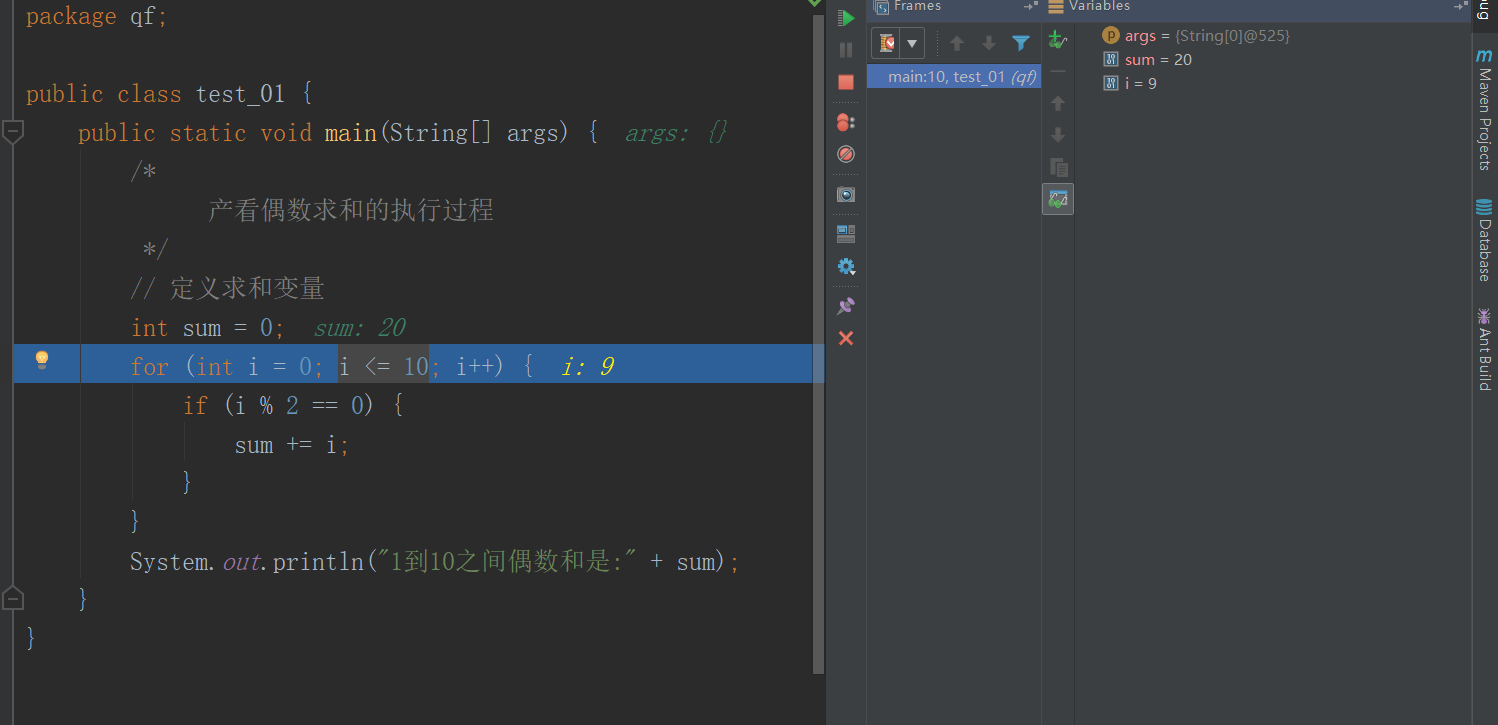 package qf;
public class test_01 {
public static void main(String[] args) {  args: {}
/*
产看偶数求和的执行过程
*/
// 定义求和变量
int sum = 0;  sum: 20
for (int i = 0; i <= 10; i++) {  i: 9
if (i % 2 == 0) {
sum += i;
}
}
System.out.println("1到10之间偶数和是:" + sum);
}
}
Frames
main:10, test_01 (qf)
Variables
args = {String[0]@525}
sum = 20
i = 9
Maven Projects
Database
Ant Build